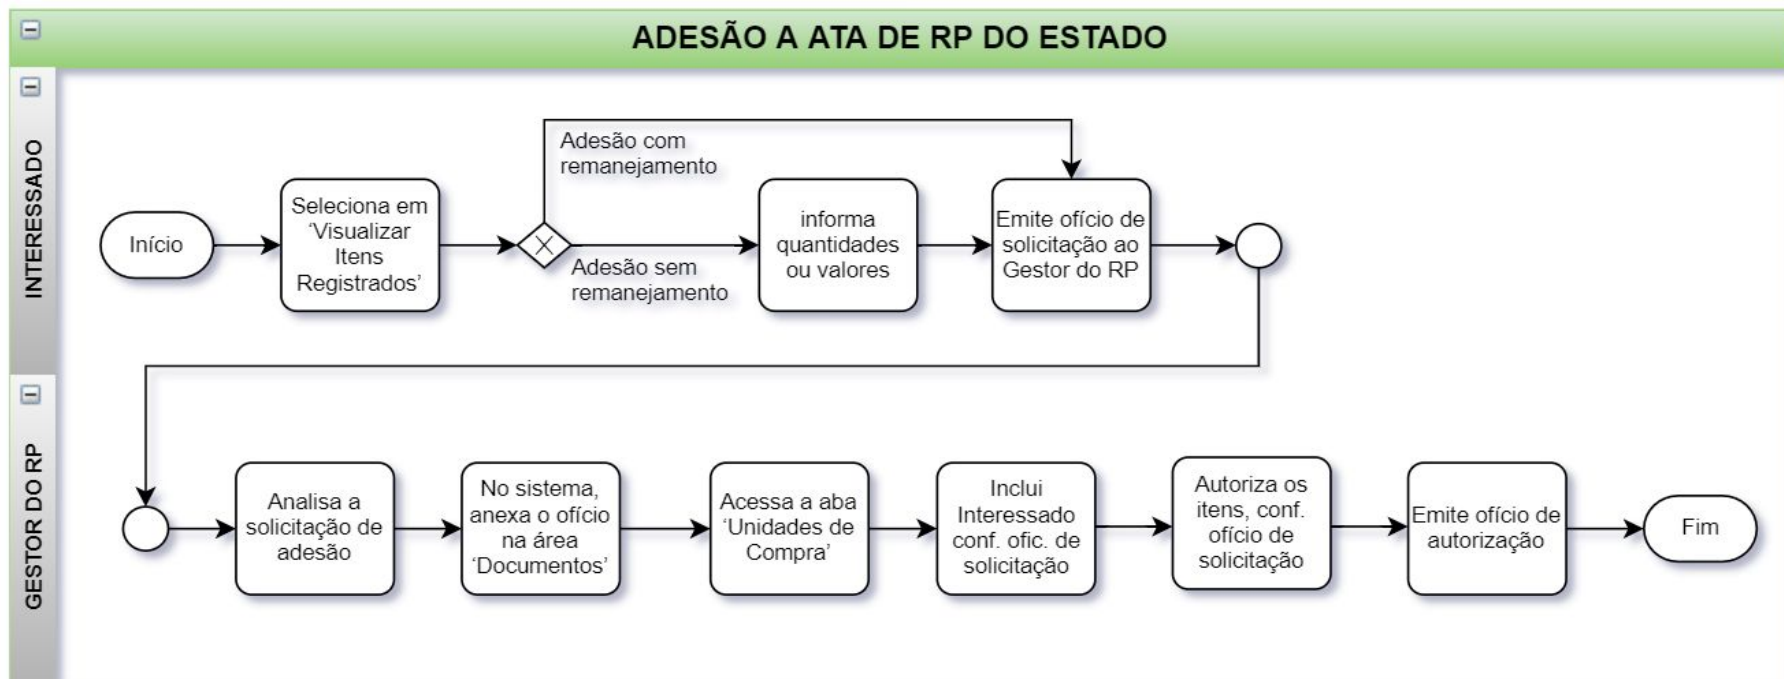 ADESÃO A ATA DE RP DO ESTADO
INTERESSADO
Início
Seleciona em
‘Visualizar
Itens
Registrados’
Adesão com
remanejamento
Adesão sem
remanejamento
informa
quantidades
ou valores
Emite ofício de
solicitação ao
Gestor do RP
GESTOR DO RP
Analisa a
solicitação de
adesão
No sistema,
anexa o ofício
na área
‘Documentos’
Acessa a aba
‘Unidades de
Compra’
Inclui
Interessado
conf. ofic. de
solicitação
Autoriza os
itens, conf.
ofício de
solicitação
Emite ofício de
autorização
Fim